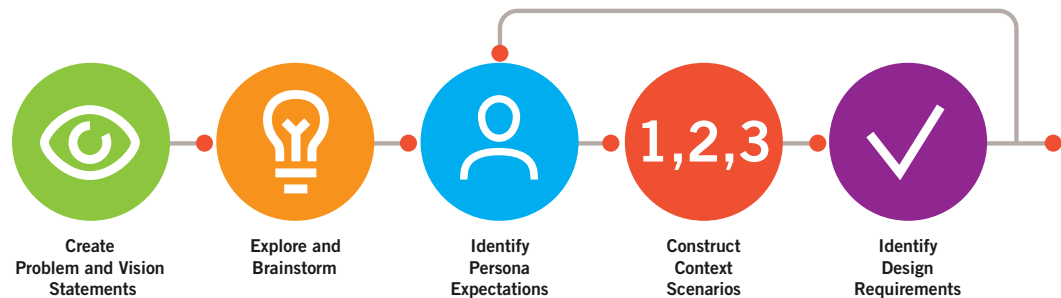 1,2,3
Create
Problem and Vision
Statements
Explore and
Brainstorm
Identify
Persona
Expectations
Construct
Context
Scenarios
Identify
Design
Requirements